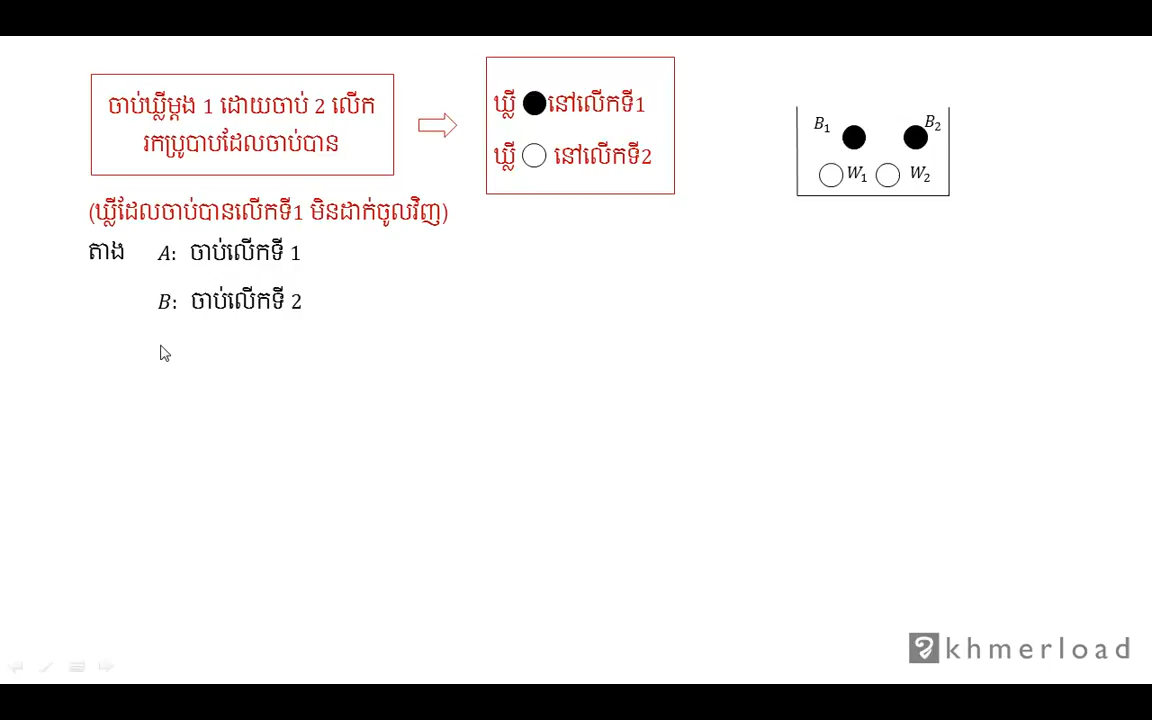 ចាប់ឃ្លីម្ដង 1 ដោយចាប់ 2 លើក
រកប្រូបាបដែលចាប់បាន
ឃ្លី នៅលើកទី1
ឃ្លី នៅលើកទី2
B₁ B₂
W₁ W₂
(ឃ្លីដែលចាប់បានលើកទី1 មិនដាក់ចូលវិញ)
តាង A: ចាប់លើកទី 1
B: ចាប់លើកទី 2
khmerload